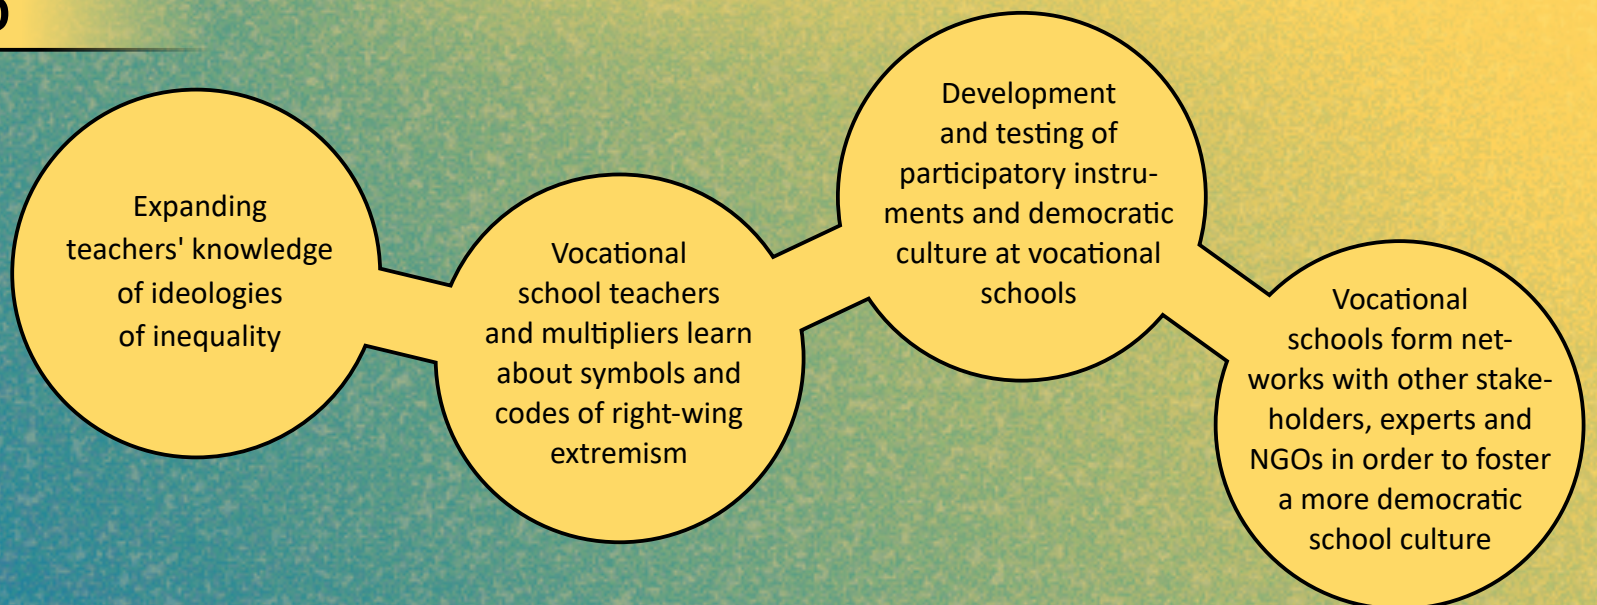 Expanding
teachers' knowledge
of ideologies
of inequality
Vocational
school teachers
and multipliers learn
about symbols and
codes of right-wing
extremism
Development
and testing of
participatory instru-
ments and democratic
culture at vocational
schools
Vocational
schools form net-
works with other stake-
holders, experts and
NGOs in order to foster
a more democratic
school culture